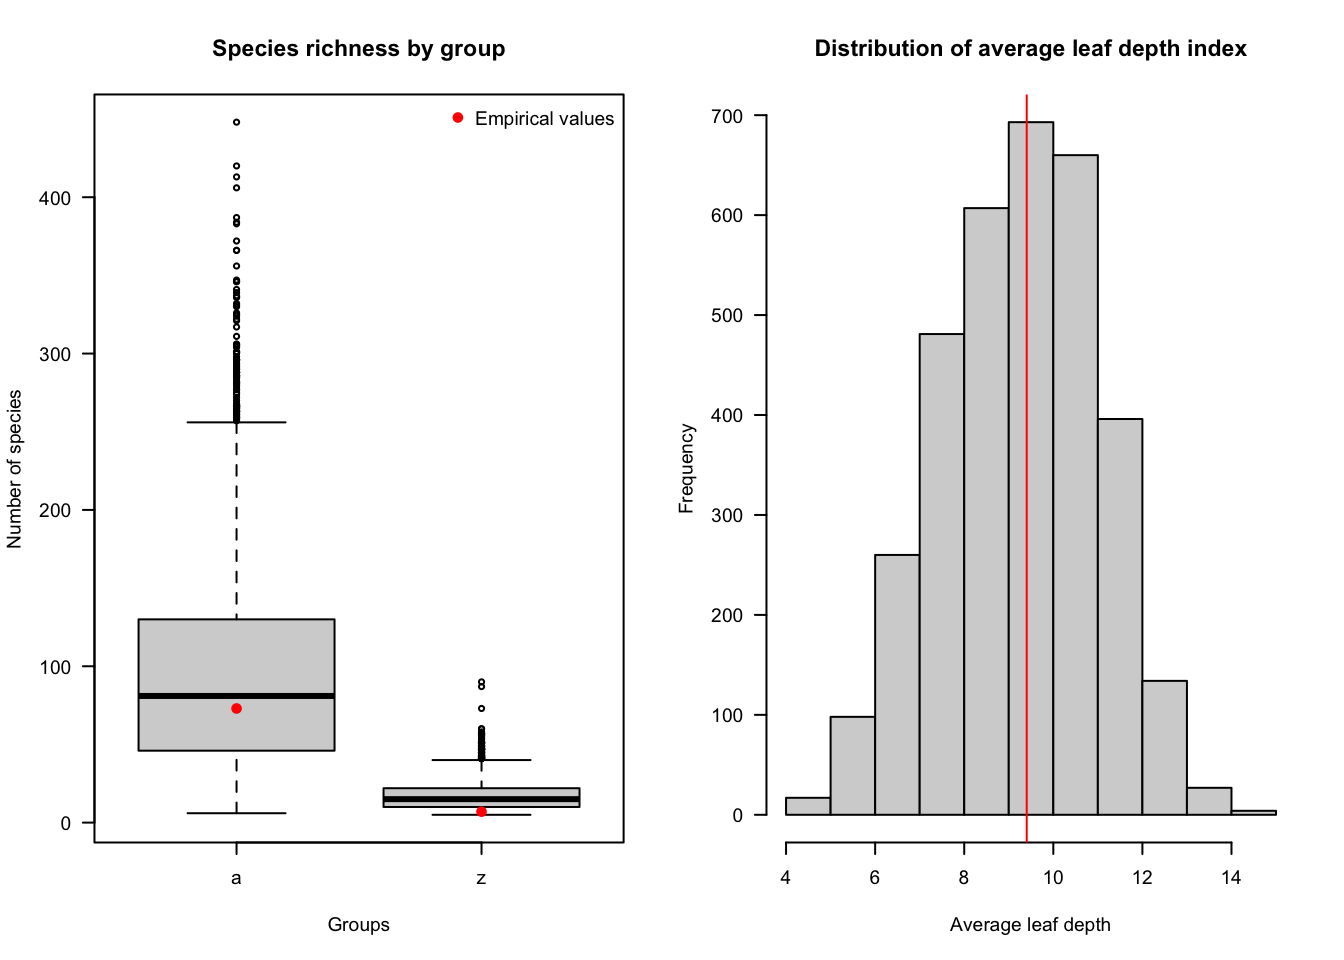 Species richness by group
Empirical values
400
300
200
100
0
Number of species
a
z
Groups
Distribution of average leaf depth index
700
600
500
400
300
200
100
0
Frequency
4
6
8
10
12
14
Average leaf depth